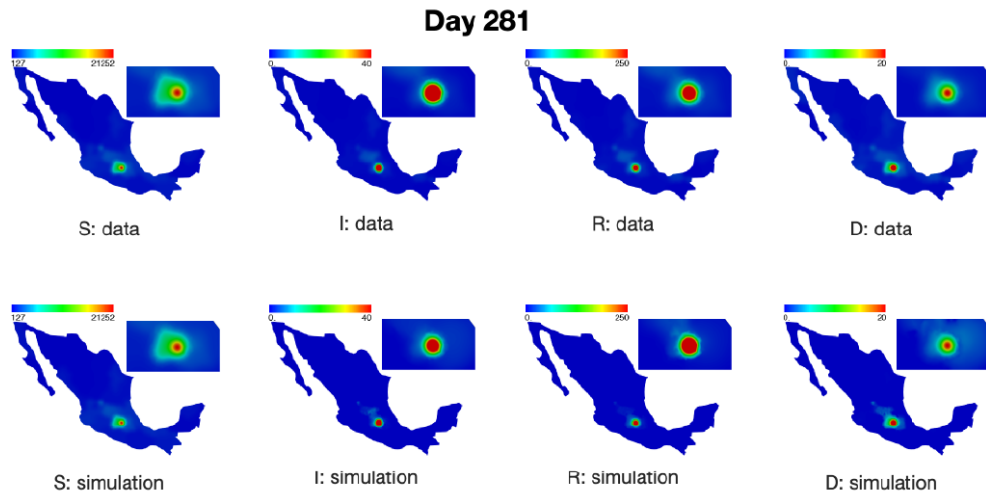 Day 281
127 21252 0 40 0 250 0 20
S: data I: data R: data D: data
127 21252 0 40 0 250 0 20
S: simulation I: simulation R: simulation D: simulation